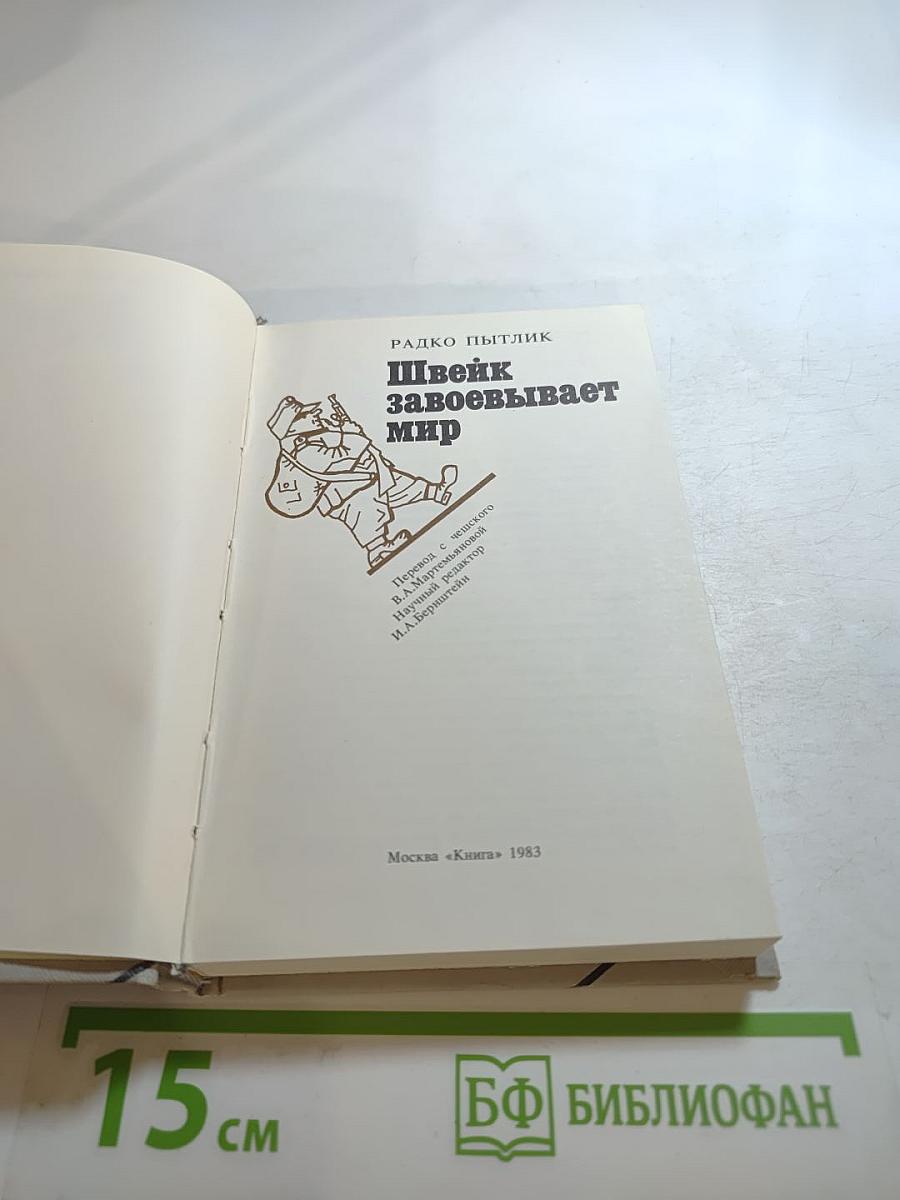 РАДКО ПЫТЛИК
Швейк
завоевывает
мир
Перевод с чешского
В.А.Мартемьяновой
Научный редактор
И.А.Бернштейн
Москва «Книга» 1983
15 см
БФ БИБЛИОФАН